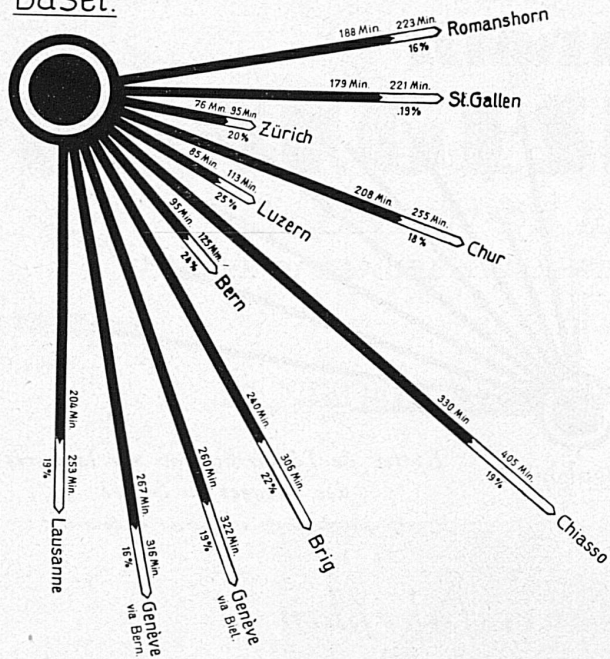 Basel.
188 Min. 223 Min. Romanshorn
16%
179 Min. 221 Min. St.Gallen
.19%
76 Min. 95 Min Zürich
20%
85 Min. 113 Min. Luzern
25%
95 Min. 125 Min. Bern
24%
208 Min. 255 Min. Chur
18%
330 Min 405 Min. Chiasso
19%
240 Min. 306 Min. Brig
22%
260 Min. 322 Min. Genève
19% via Biel.
267 Min. 316 Min. Genève
16% via Bern.
204 Min. 253 Min. Lausanne
19%